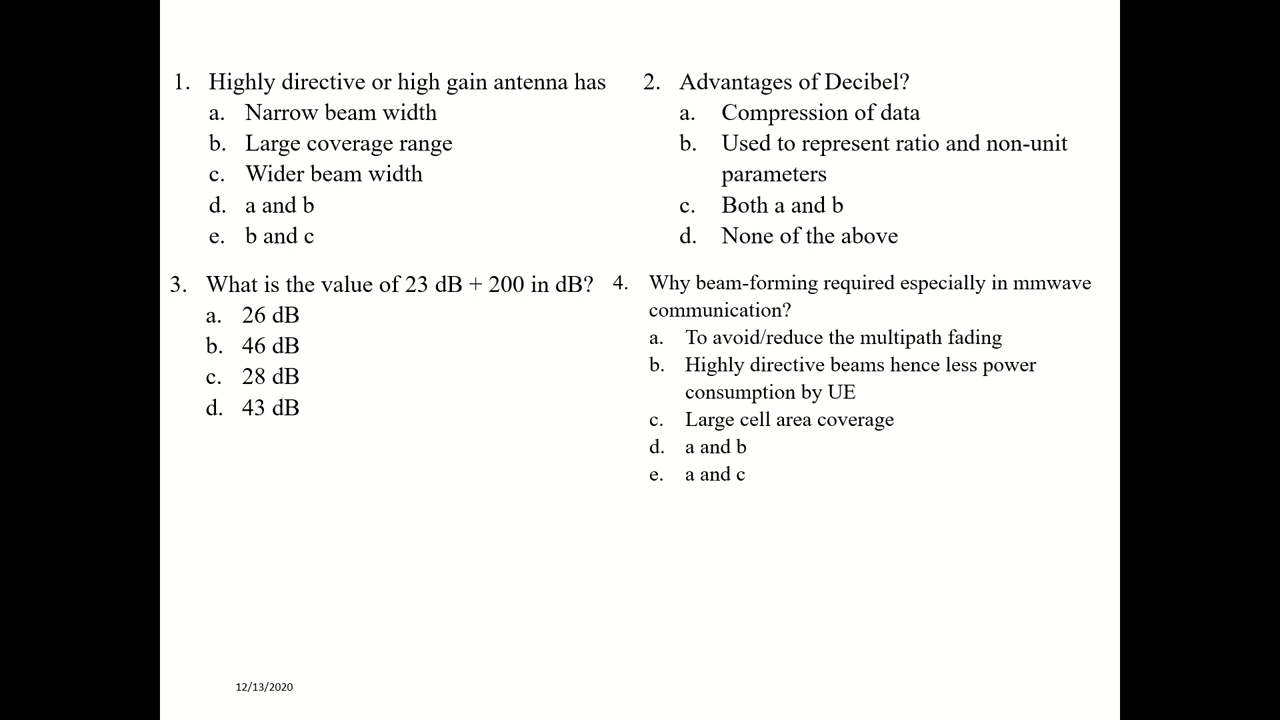 1. Highly directive or high gain antenna has
a. Narrow beam width
b. Large coverage range
c. Wider beam width
d. a and b
e. b and c
2. Advantages of Decibel?
a. Compression of data
b. Used to represent ratio and non-unit
parameters
c. Both a and b
d. None of the above
3. What is the value of 23 dB + 200 in dB?
a. 26 dB
b. 46 dB
c. 28 dB
d. 43 dB
4. Why beam-forming required especially in mmwave
communication?
a. To avoid/reduce the multipath fading
b. Highly directive beams hence less power
consumption by UE
c. Large cell area coverage
d. a and b
e. a and c
12/13/2020